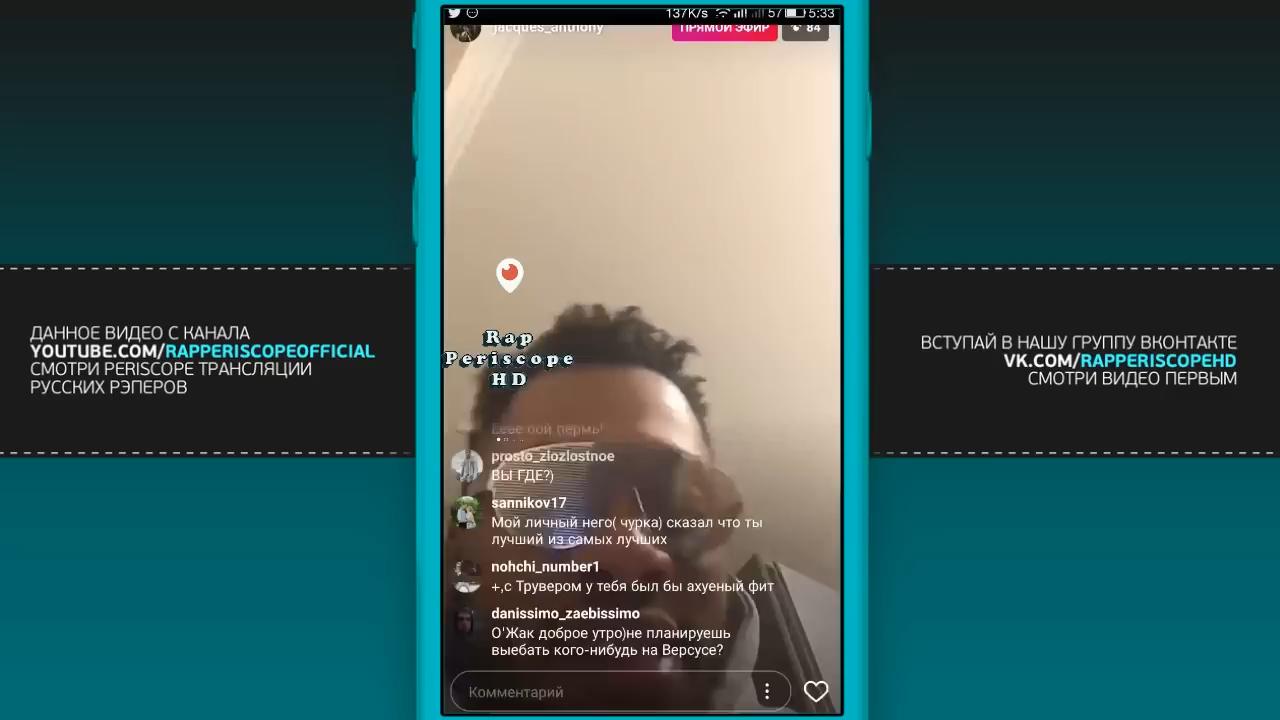 137K/s 57 5:33
jacques_anthony ПРЯМОЙ ЭФИР 84
ДАННОЕ ВИДЕО С КАНАЛА
YOUTUBE.COM/RAPPERISCOPEOFFICIAL
СМОТРИ PERISCOPE ТРАНСЛЯЦИИ
РУССКИХ РЭПЕРОВ
Rap
Periscope
HD
пермь!
prosto_zlozlostnoe
ВЫ ГДЕ?)
sannikov17
Мой личный него( чурка) сказал что ты
лучший из самых лучших
nohchi_number1
+,с Трувером у тебя был бы ахуеный фит
danissimo_zaebissimo
О'Жак доброе утро)не планируешь
выебать кого-нибудь на Версусе?
Комментарий
ВСТУПАЙ В НАШУ ГРУППУ ВКОНТАКТЕ
VK.COM/RAPPERISCOPEHD
СМОТРИ ВИДЕО ПЕРВЫМ